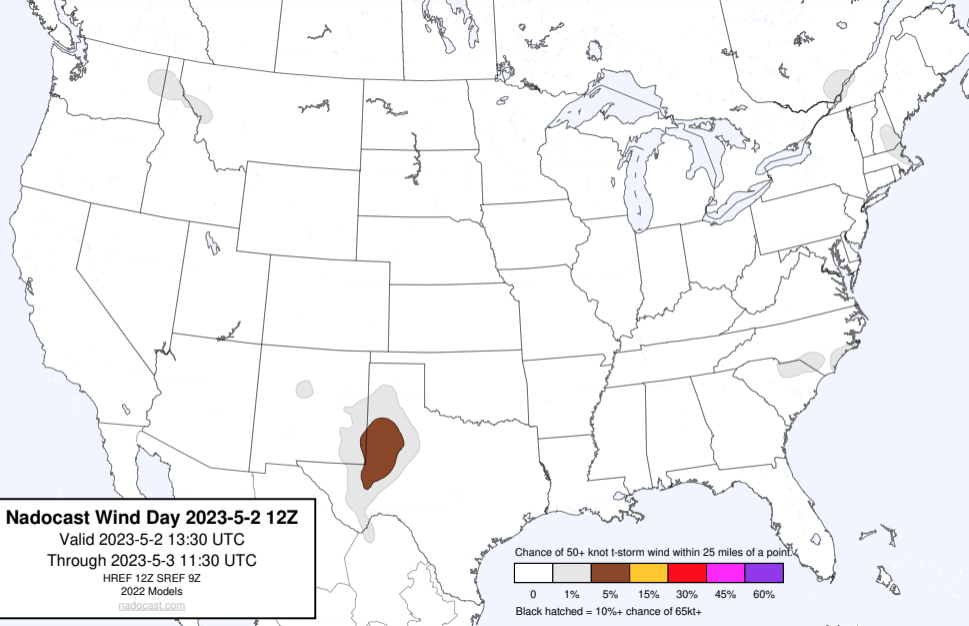 Nadocast Wind Day 2023-5-2 12Z
Valid 2023-5-2 13:30 UTC
Through 2023-5-3 11:30 UTC
HREF 12Z SREF 9Z
2022 Models
nadocast.com
Chance of 50+ knot t-storm wind within 25 miles of a point.
0 1% 5% 15% 30% 45% 60%
Black hatched = 10%+ chance of 65kt+